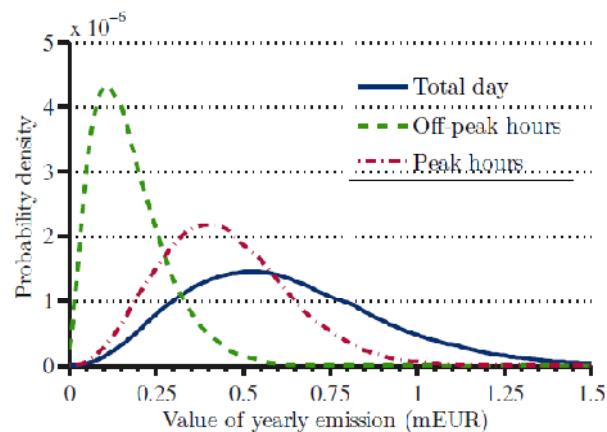 x 10⁻⁶
5
4
3
2
1
0
Probability density
Total day
Off-peak hours
Peak hours
0 0.25 0.5 0.75 1 1.25 1.5
Value of yearly emission (mEUR)